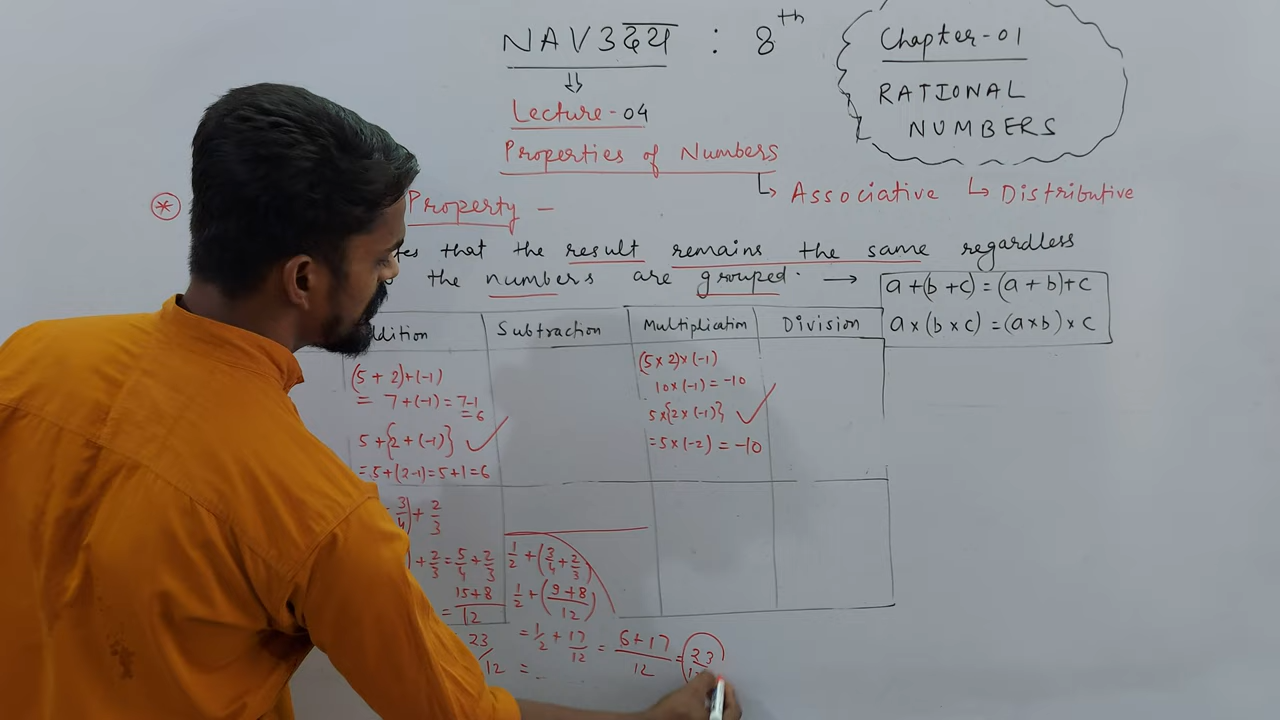 NAV3दय : 8th
Chapter-01
RATIONAL
NUMBERS
Lecture-04
Properties of Numbers
↳ Associative ↳ Distributive
* Property -
that the result remains the same regardless
the numbers are grouped. →
a+(b+c)=(a+b)+c
a×(b×c)=(a×b)×c
Subtraction Multiplication Division
(5+2)+(-1)
= 7+(-1)=7-1
=6
5+{2+(-1)} ✓
=5+(2-1)=5+1=6
(5×2)×(-1)
10×(-1)=-10
5×{2×(-1)} ✓
=5×(-2)=-10
3/4)+2/3
+2/3=5/4+2/3
=15+8/12
23/12 =
1/2+(3/4+2/3)
1/2+(9+8/12)
=1/2+17/12=6+17/12=23